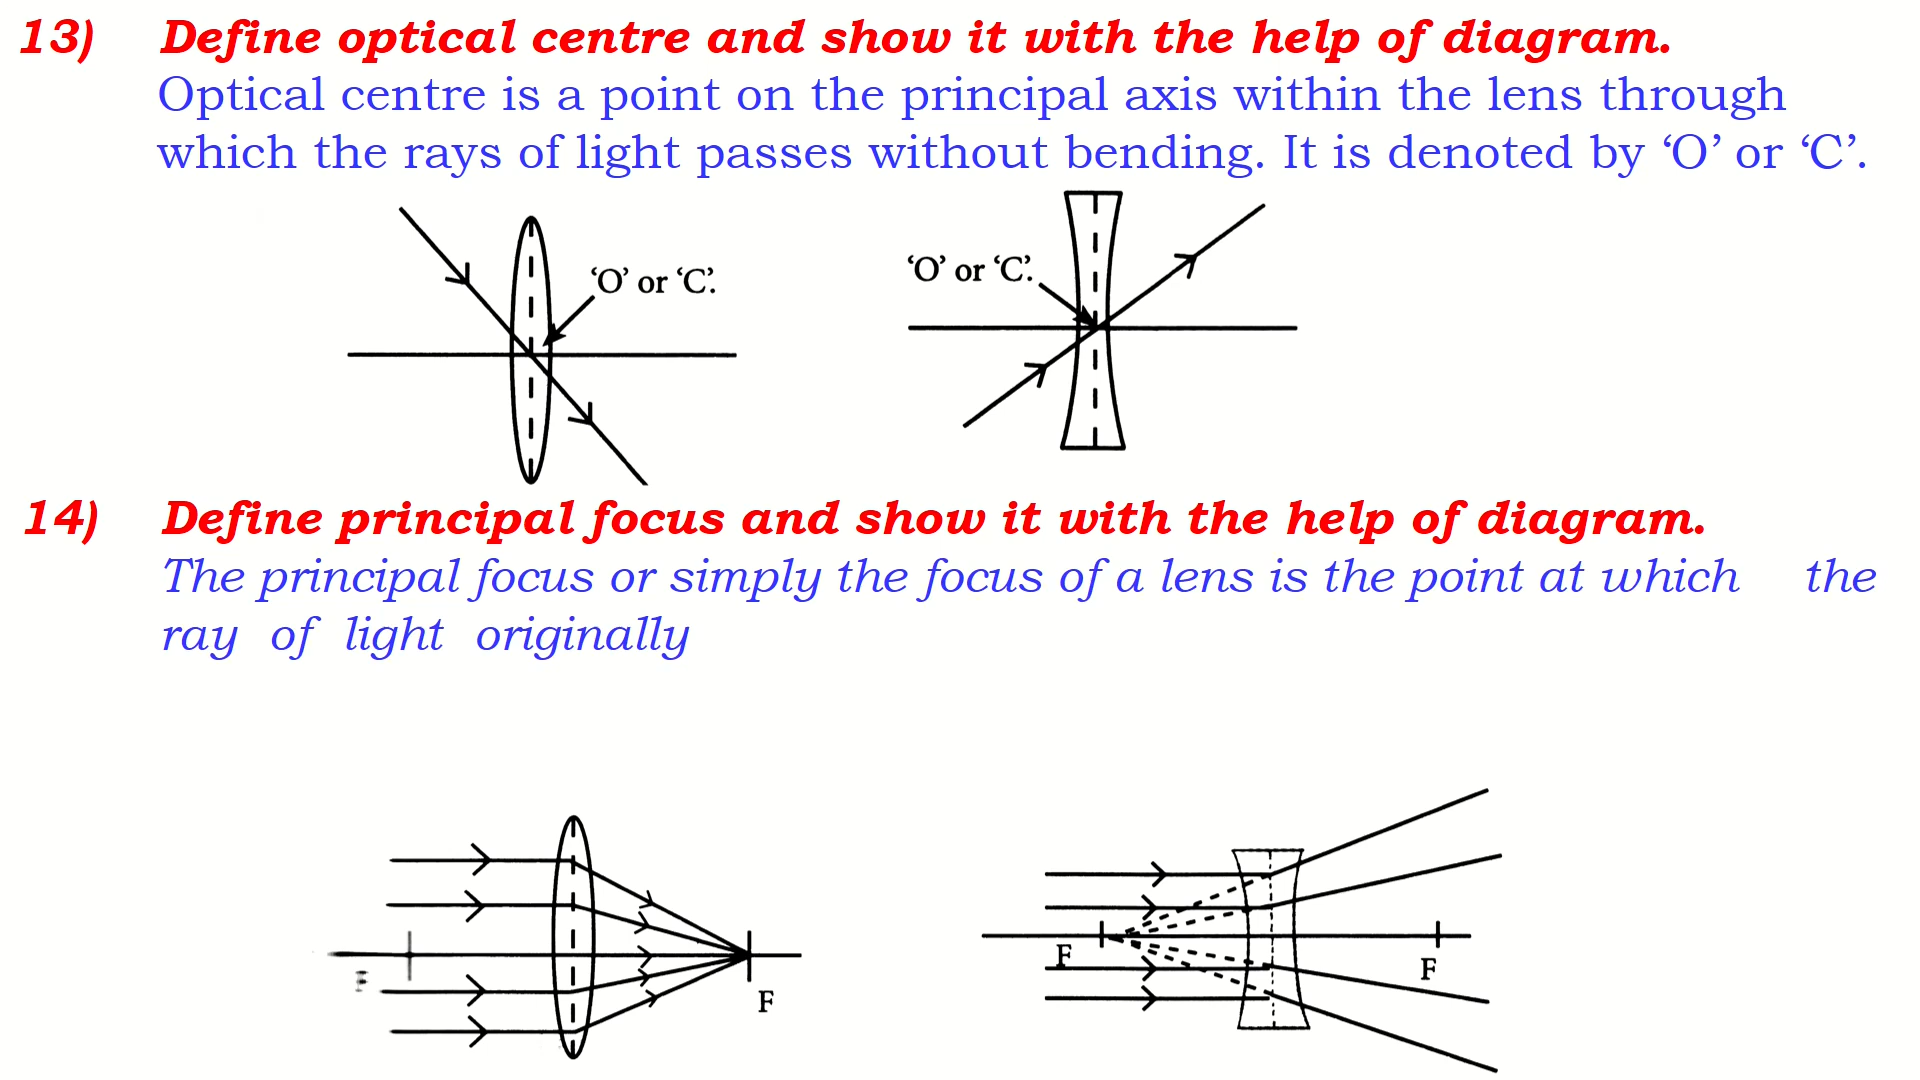 13) Define optical centre and show it with the help of diagram.
Optical centre is a point on the principal axis within the lens through
which the rays of light passes without bending. It is denoted by ‘O’ or ‘C’.
‘O’ or ‘C’.
‘O’ or ‘C’.
14) Define principal focus and show it with the help of diagram.
The principal focus or simply the focus of a lens is the point at which the
ray of light originally
F
F
F
F